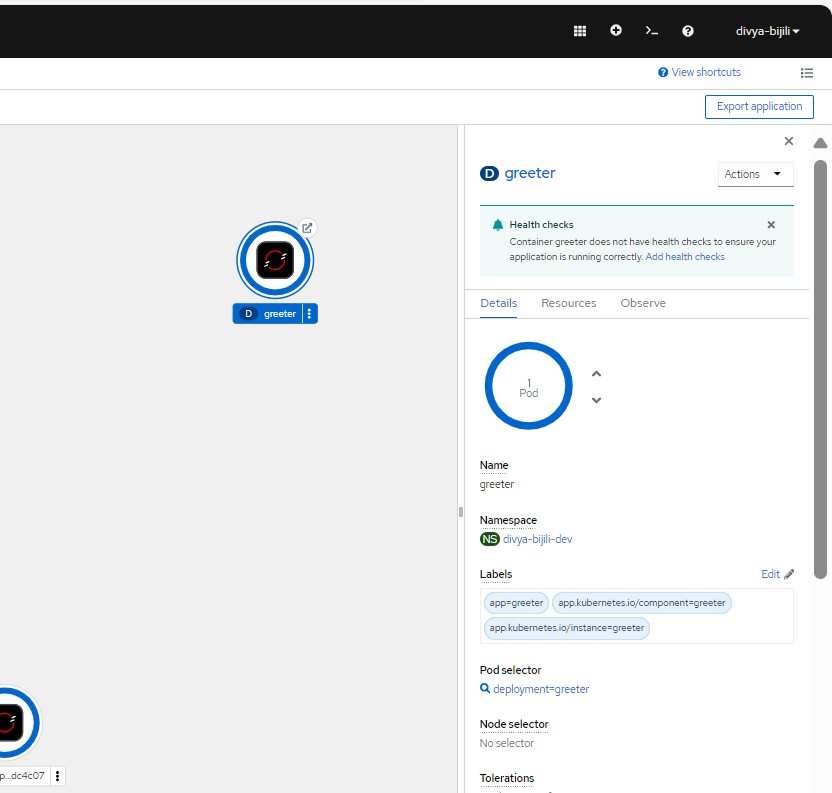 divya-bijili
View shortcuts
Export application
D greeter
Actions
Health checks
Container greeter does not have health checks to ensure your
application is running correctly. Add health checks
Details Resources Observe
1
Pod
Name
greeter
Namespace
NS divya-bijili-dev
Labels
Edit
app=greeter app.kubernetes.io/component=greeter
app.kubernetes.io/instance=greeter
Pod selector
deployment=greeter
Node selector
No selector
Tolerations
D greeter
p...dc4c07